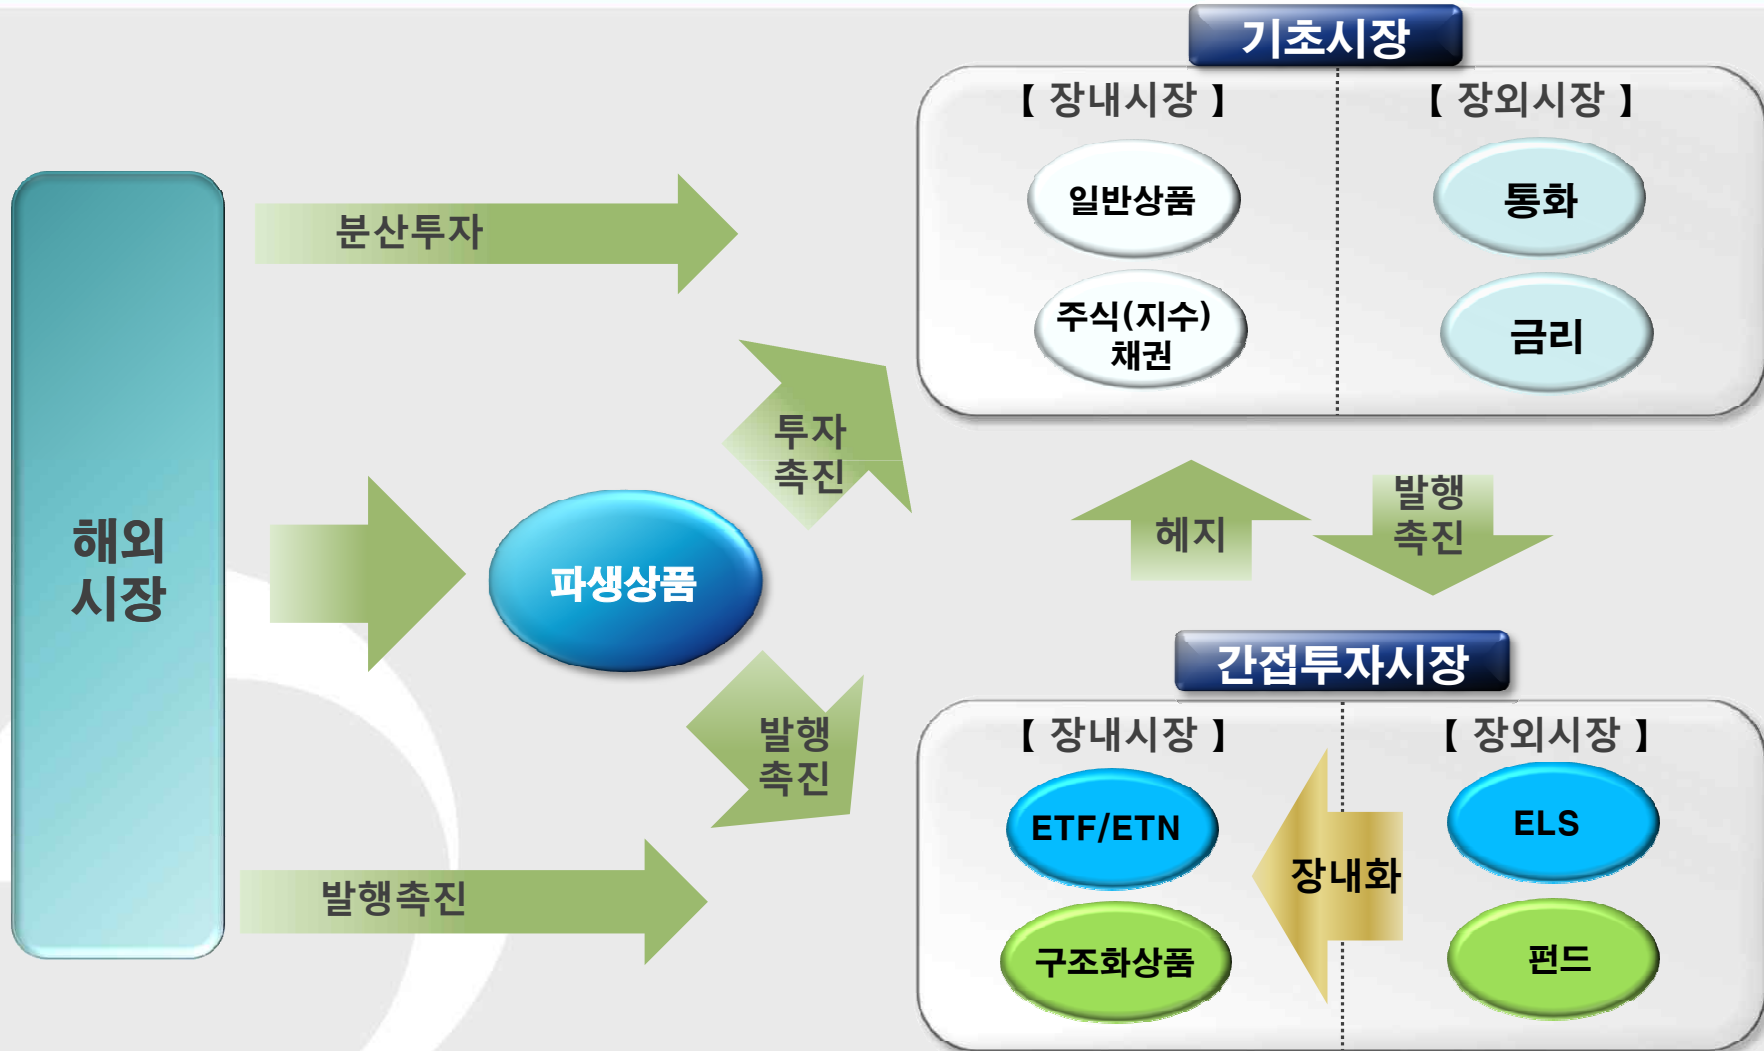 기초시장
【 장내시장 】
【 장외시장 】
일반상품
통화
주식(지수)
채권
금리
분산투자
투자
촉진
해외
시장
파생상품
헤지
발행
촉진
발행
촉진
발행촉진
간접투자시장
【 장내시장 】
【 장외시장 】
ETF/ETN
ELS
장내화
구조화상품
펀드